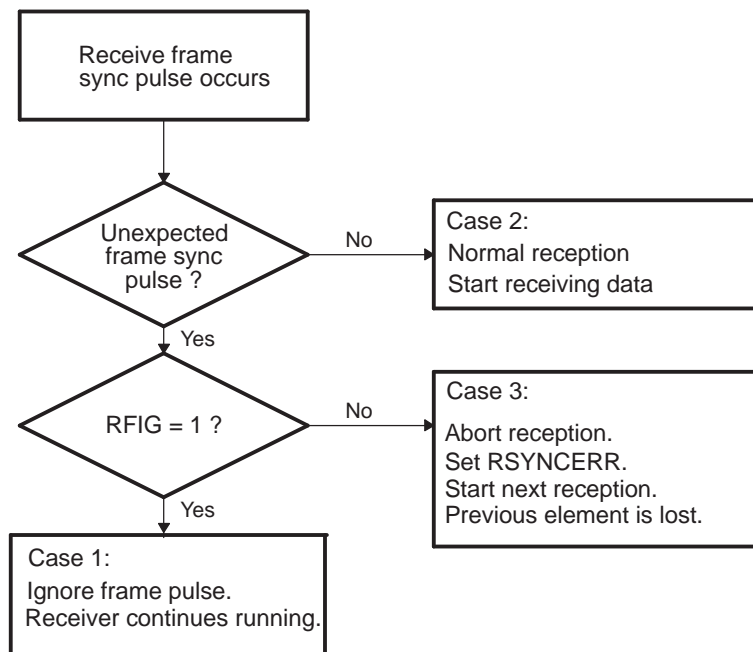 Receive frame
sync pulse occurs
Unexpected
frame sync
pulse ?
No
Case 2:
Normal reception
Start receiving data
Yes
RFIG = 1 ?
No
Case 3:
Abort reception.
Set RSYNCERR.
Start next reception.
Previous element is lost.
Yes
Case 1:
Ignore frame pulse.
Receiver continues running.